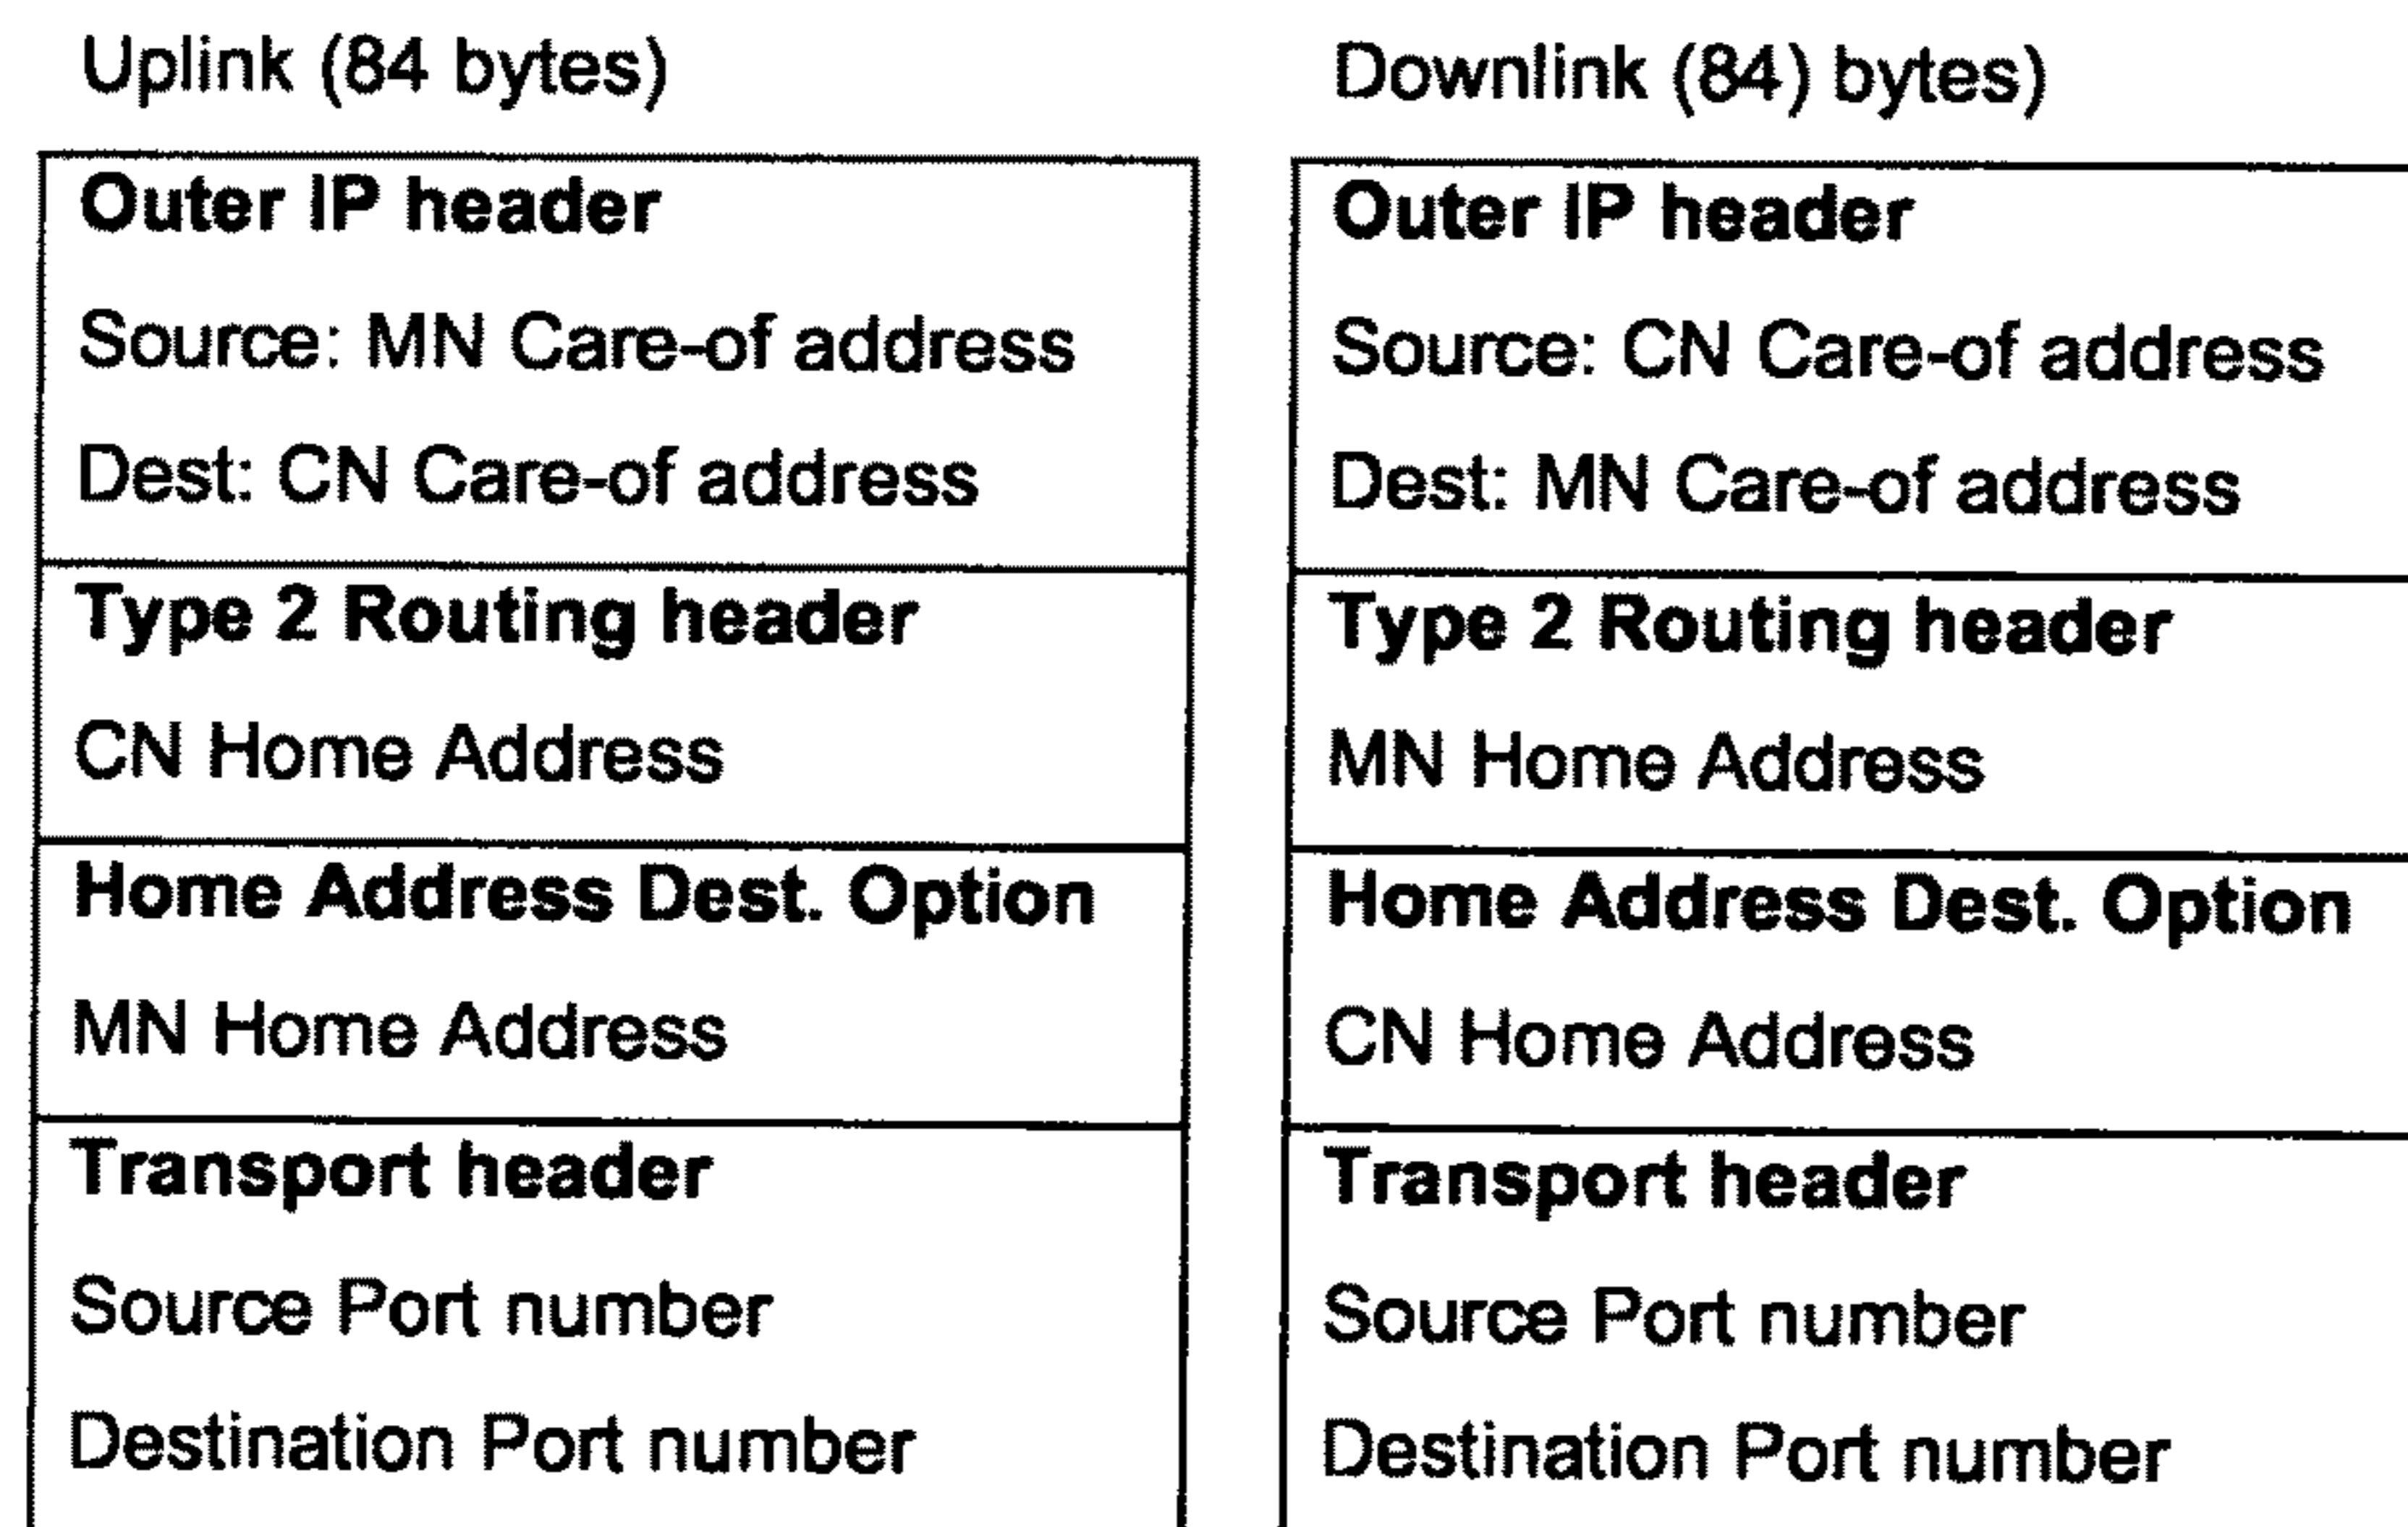 Uplink (84 bytes)
Outer IP header
Source: MN Care-of address
Dest: CN Care-of address
Type 2 Routing header
CN Home Address
Home Address Dest. Option
MN Home Address
Transport header
Source Port number
Destination Port number
Downlink (84) bytes)
Outer IP header
Source: CN Care-of address
Dest: MN Care-of address
Type 2 Routing header
MN Home Address
Home Address Dest. Option
CN Home Address
Transport header
Source Port number
Destination Port number